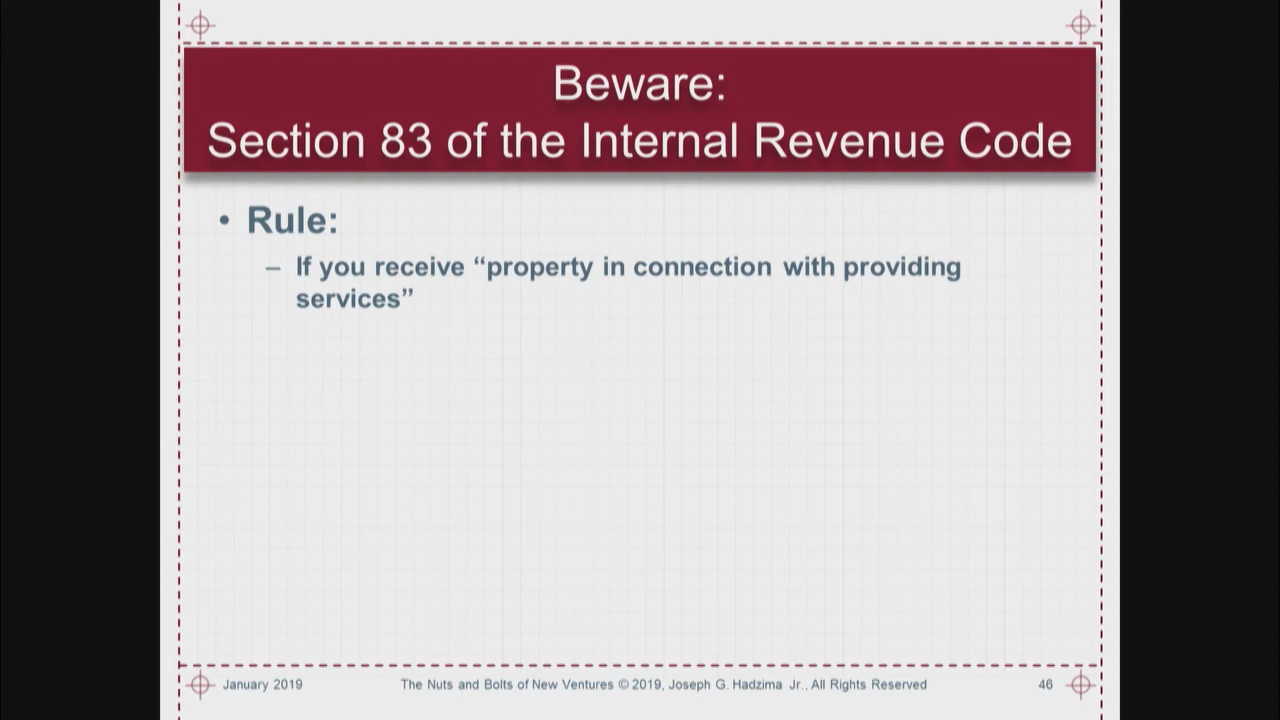 Beware:
Section 83 of the Internal Revenue Code
• Rule:
– If you receive “property in connection with providing
services”
January 2019
The Nuts and Bolts of New Ventures © 2019, Joseph G. Hadzima Jr., All Rights Reserved
46